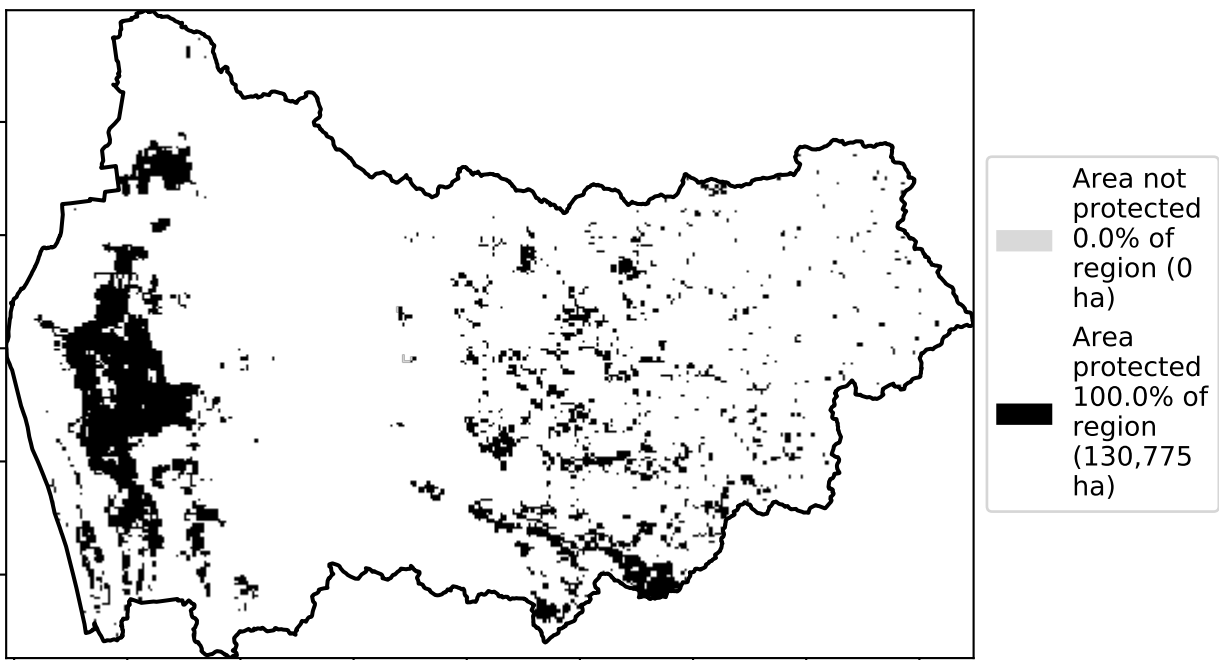 Area not
protected
0.0% of
region (0
ha)
Area
protected
100.0% of
region
(130,775
ha)